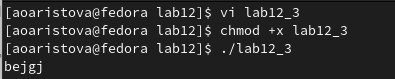 [aoaristova@fedora lab12]$ vi lab12_3
[aoaristova@fedora lab12]$ chmod +x lab12_3
[aoaristova@fedora lab12]$ ./lab12_3
bejgj